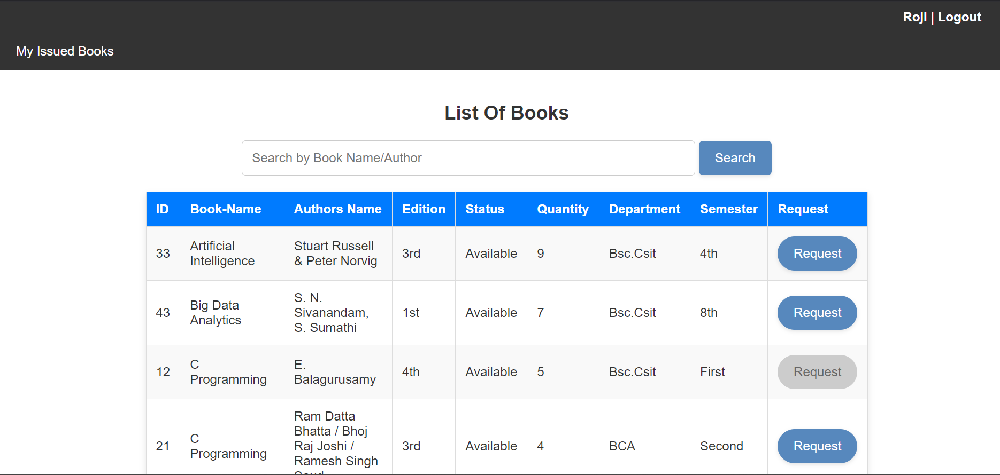 Roji | Logout
My Issued Books
List Of Books
Search by Book Name/Author
Search
ID Book-Name Authors Name Edition Status Quantity Department Semester Request
33 Artificial Intelligence Stuart Russell & Peter Norvig 3rd Available 9 Bsc.Csit 4th Request
43 Big Data Analytics S. N. Sivanandam, S. Sumathi 1st Available 7 Bsc.Csit 8th Request
12 C Programming E. Balagurusamy 4th Available 5 Bsc.Csit First Request
21 C Programming Ram Datta Bhatta / Bhoj Raj Joshi / Ramesh Singh 3rd Available 4 BCA Second Request